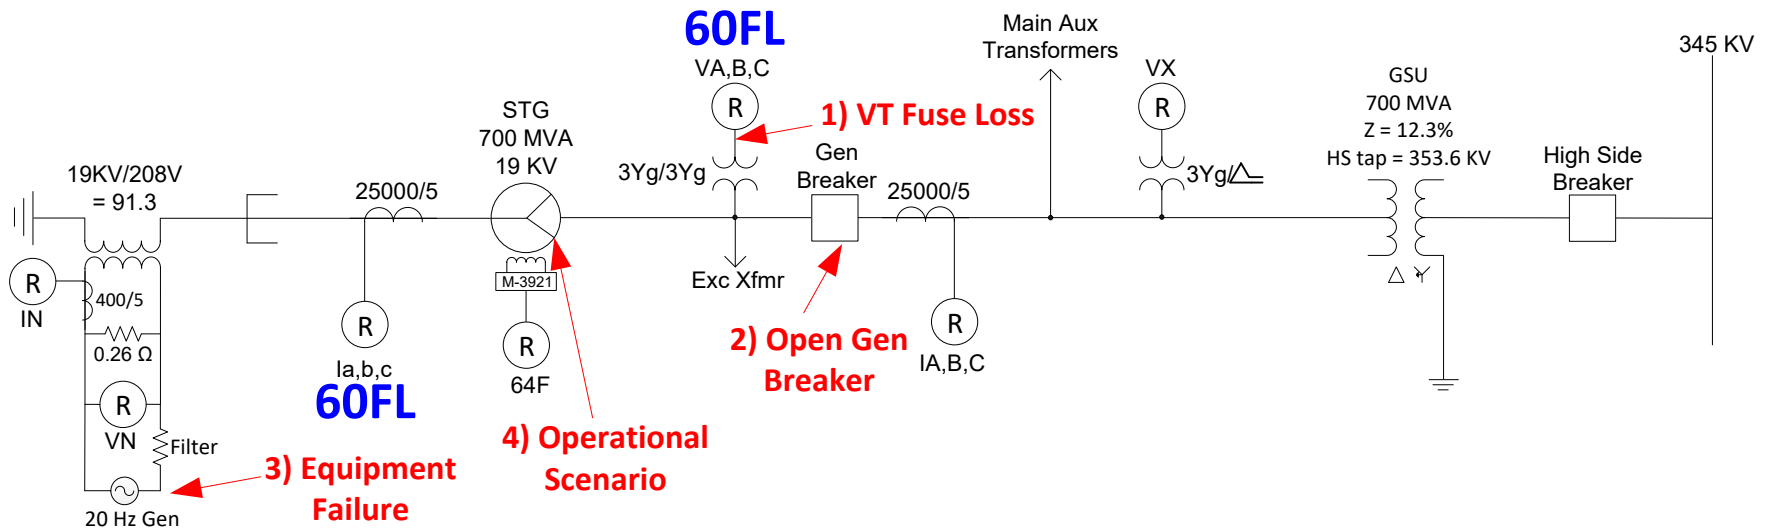 60FL
VA,B,C
R
1) VT Fuse Loss
Main Aux
Transformers
VX
R
345 KV
GSU
700 MVA
Z = 12.3%
HS tap = 353.6 KV
STG
700 MVA
19 KV
3Yg/3Yg
Gen
Breaker
3Yg/
High Side
Breaker
19KV/208V
= 91.3
25000/5
25000/5
R
IN
400/5
0.26 Ω
R
VN
Filter
20 Hz Gen
3) Equipment
Failure
R
Ia,b,c
60FL
M-3921
R
64F
4) Operational
Scenario
Exc Xfmr
2) Open Gen
Breaker
R
IA,B,C